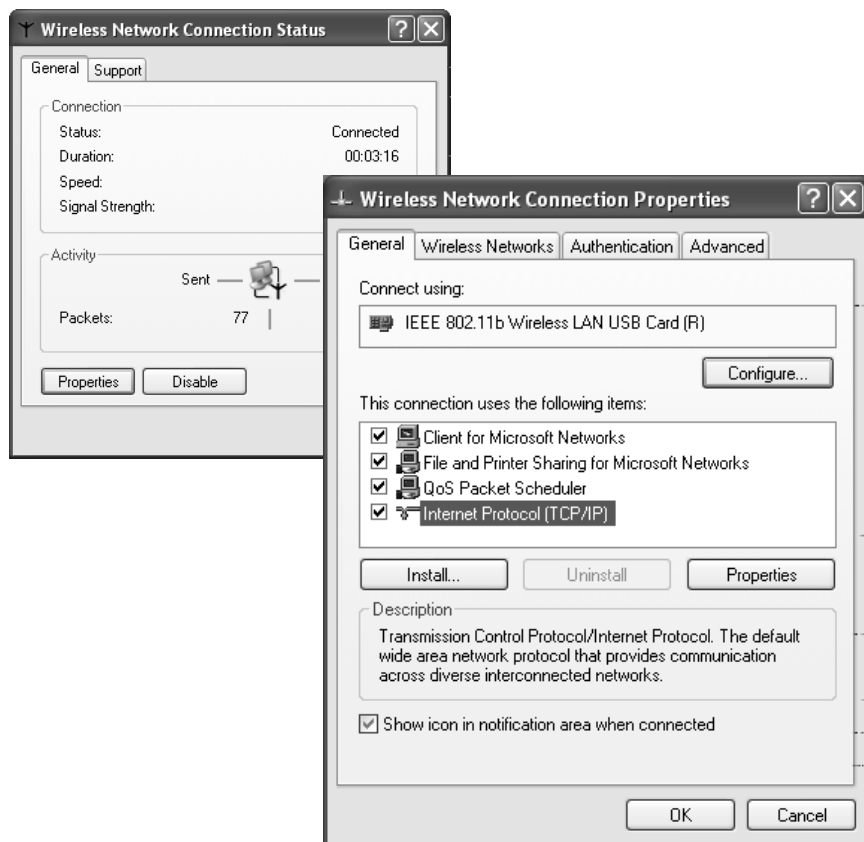 Wireless Network Connection Status
General Support
Connection
Status: Connected
Duration: 00:03:16
Speed:
Signal Strength:
Activity
Sent
Packets: 77
Properties Disable
Wireless Network Connection Properties
General Wireless Networks Authentication Advanced
Connect using:
IEEE 802.11b Wireless LAN USB Card (R)
Configure...
This connection uses the following items:
Client for Microsoft Networks
File and Printer Sharing for Microsoft Networks
QoS Packet Scheduler
Internet Protocol (TCP/IP)
Install... Uninstall Properties
Description
Transmission Control Protocol/Internet Protocol. The default
wide area network protocol that provides communication
across diverse interconnected networks.
Show icon in notification area when connected
OK Cancel